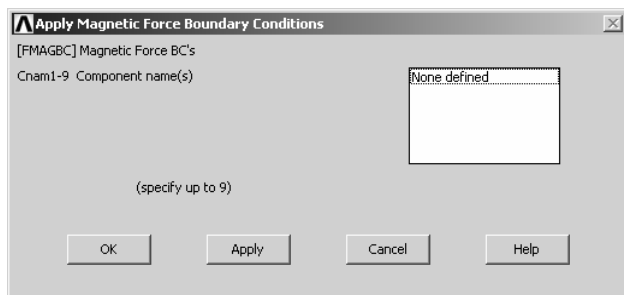 Apply Magnetic Force Boundary Conditions
[FMAGBC] Magnetic Force BC's
Cnam1-9 Component name(s)
None defined
(specify up to 9)
OK Apply Cancel Help